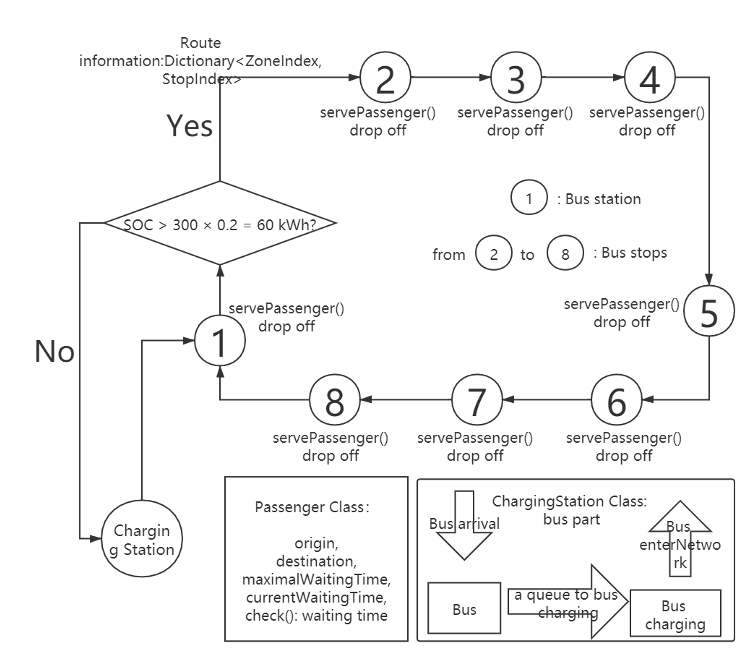 Route
information:Dictionary<ZoneIndex,
StopIndex>
Yes
2
3
4
servePassenger()
drop off
servePassenger()
drop off
servePassenger()
drop off
SOC > 300 × 0.2 = 60 kWh?
1
: Bus station
from
2
to
8
: Bus stops
servePassenger()
drop off
5
servePassenger()
drop off
1
No
8
7
6
servePassenger()
drop off
servePassenger()
drop off
servePassenger()
drop off
Chargin
g Station
Passenger Class:
origin,
destination,
maximalWaitingTime,
currentWaitingTime,
check(): waiting time
ChargingStation Class:
bus part
Bus arrival
Bus
enterNetwo
rk
Bus
a queue to bus
charging
Bus
charging